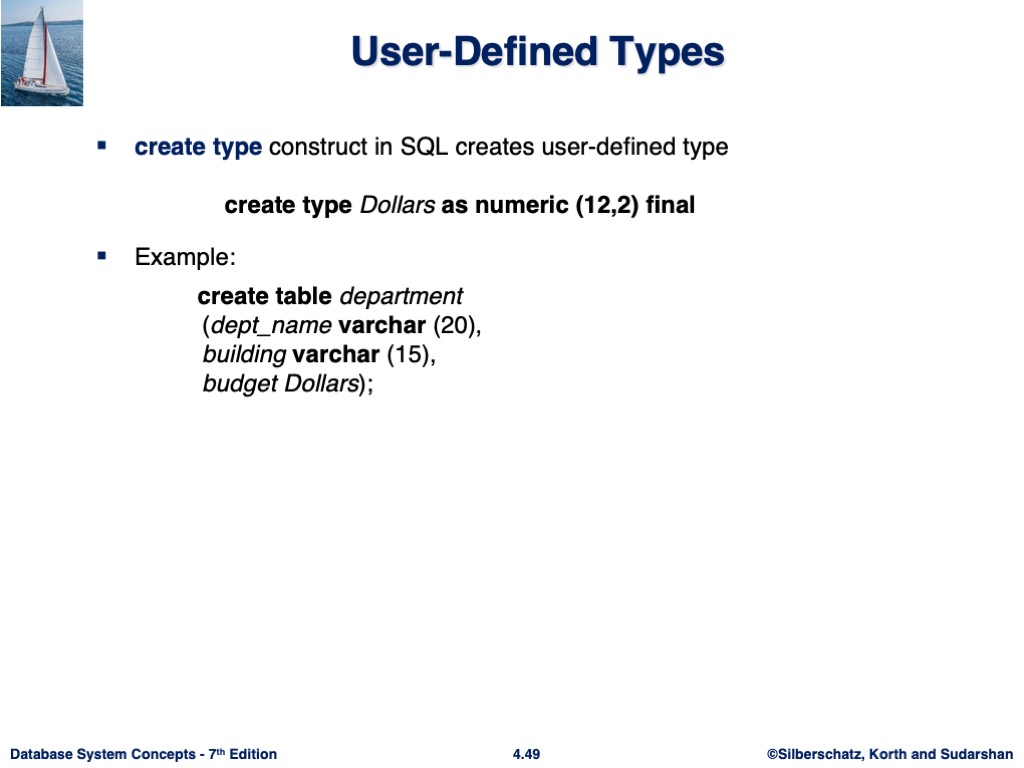 User-Defined Types
▪ create type construct in SQL creates user-defined type
create type Dollars as numeric (12,2) final
▪ Example:
create table department
(dept_name varchar (20),
building varchar (15),
budget Dollars);
Database System Concepts - 7th Edition 4.49 ©Silberschatz, Korth and Sudarshan